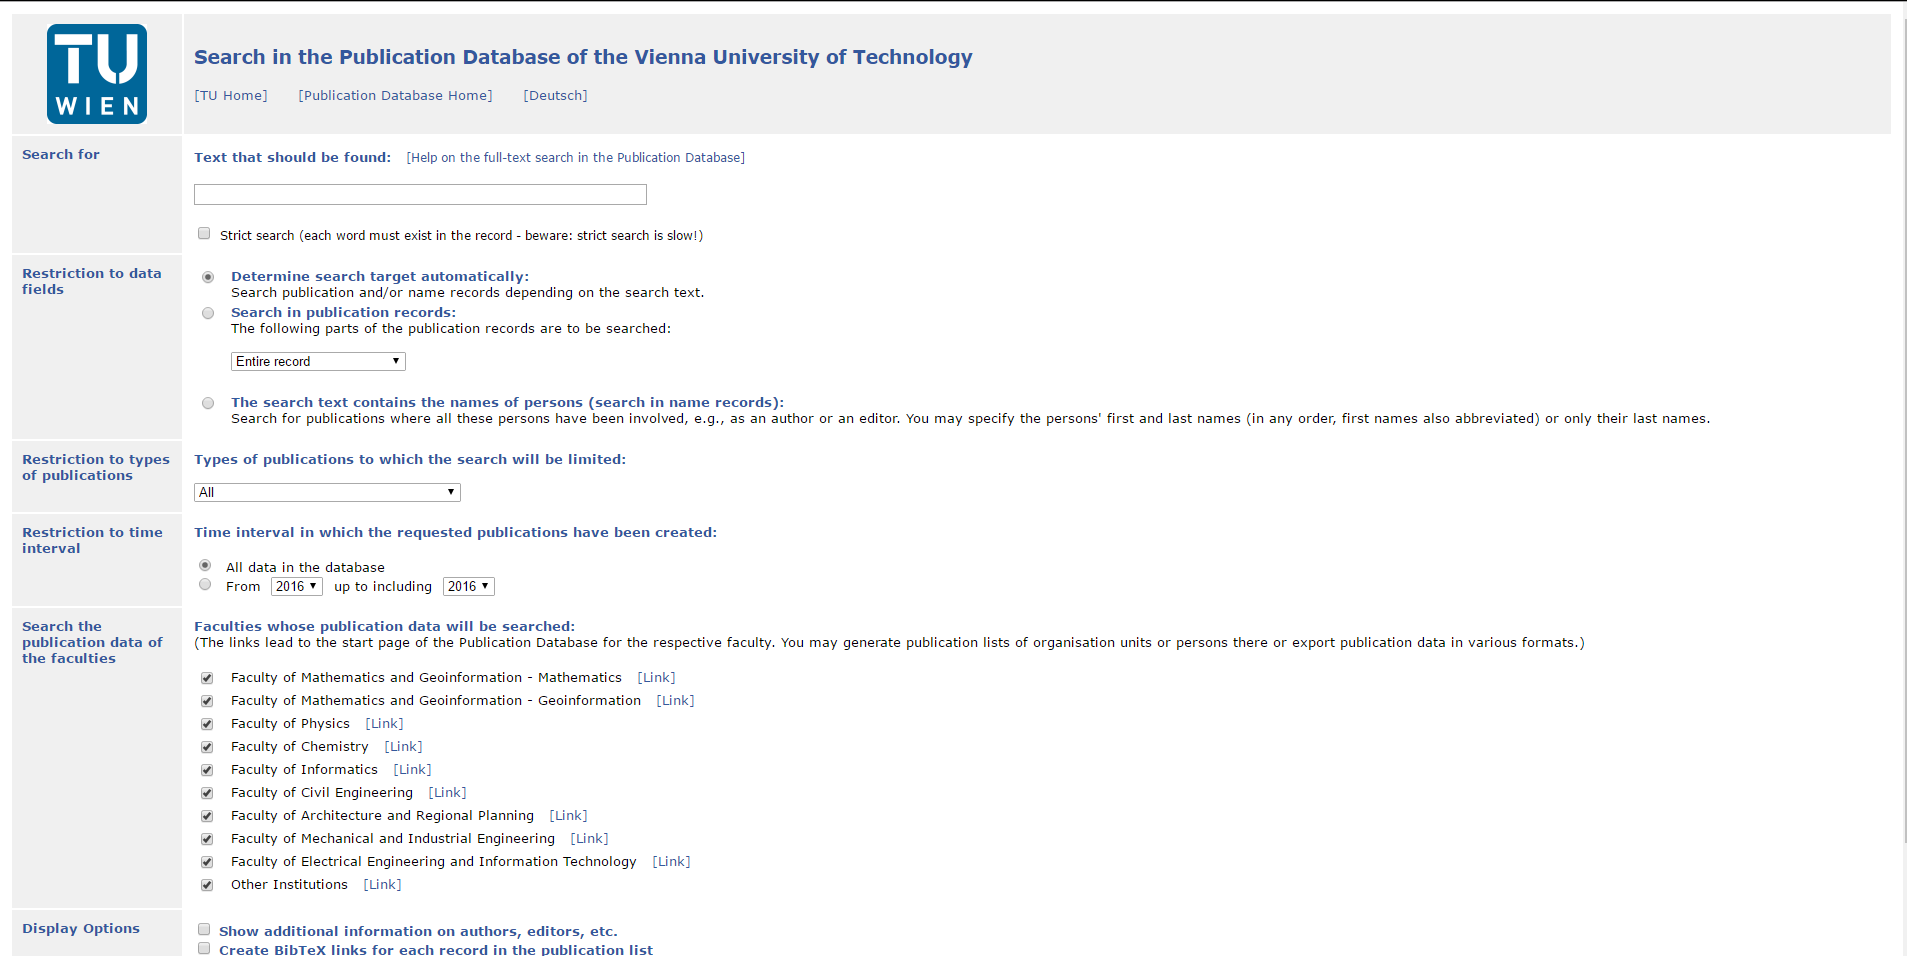 TU
WIEN
Search in the Publication Database of the Vienna University of Technology
[TU Home] [Publication Database Home] [Deutsch]
Search for
Text that should be found: [Help on the full-text search in the Publication Database]
Strict search (each word must exist in the record - beware: strict search is slow!)
Restriction to data
fields
Determine search target automatically:
Search publication and/or name records depending on the search text.
Search in publication records:
The following parts of the publication records are to be searched:
Entire record
The search text contains the names of persons (search in name records):
Search for publications where all these persons have been involved, e.g., as an author or an editor. You may specify the persons' first and last names (in any order, first names also abbreviated) or only their last names.
Restriction to types
of publications
Types of publications to which the search will be limited:
All
Restriction to time
interval
Time interval in which the requested publications have been created:
All data in the database
From 2016 up to including 2016
Search the
publication data of
the faculties
Faculties whose publication data will be searched:
(The links lead to the start page of the Publication Database for the respective faculty. You may generate publication lists of organisation units or persons there or export publication data in various formats.)
Faculty of Mathematics and Geoinformation - Mathematics [Link]
Faculty of Mathematics and Geoinformation - Geoinformation [Link]
Faculty of Physics [Link]
Faculty of Chemistry [Link]
Faculty of Informatics [Link]
Faculty of Civil Engineering [Link]
Faculty of Architecture and Regional Planning [Link]
Faculty of Mechanical and Industrial Engineering [Link]
Faculty of Electrical Engineering and Information Technology [Link]
Other Institutions [Link]
Display Options
Show additional information on authors, editors, etc.
Create BibTeX links for each record in the publication list